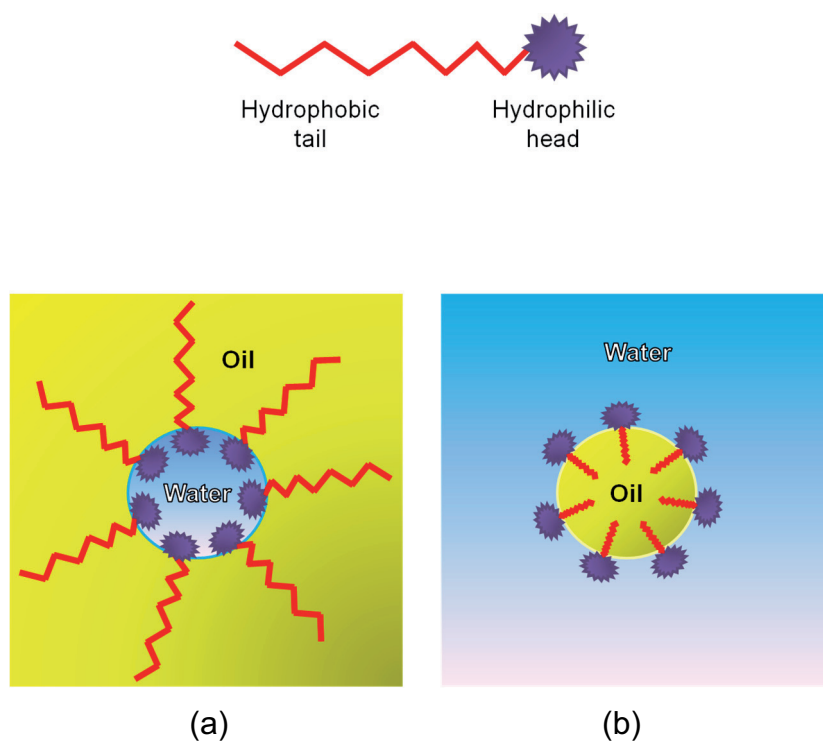 Hydrophobic
tail
Hydrophilic
head
Oil
Water
Water
Oil
(a)
(b)